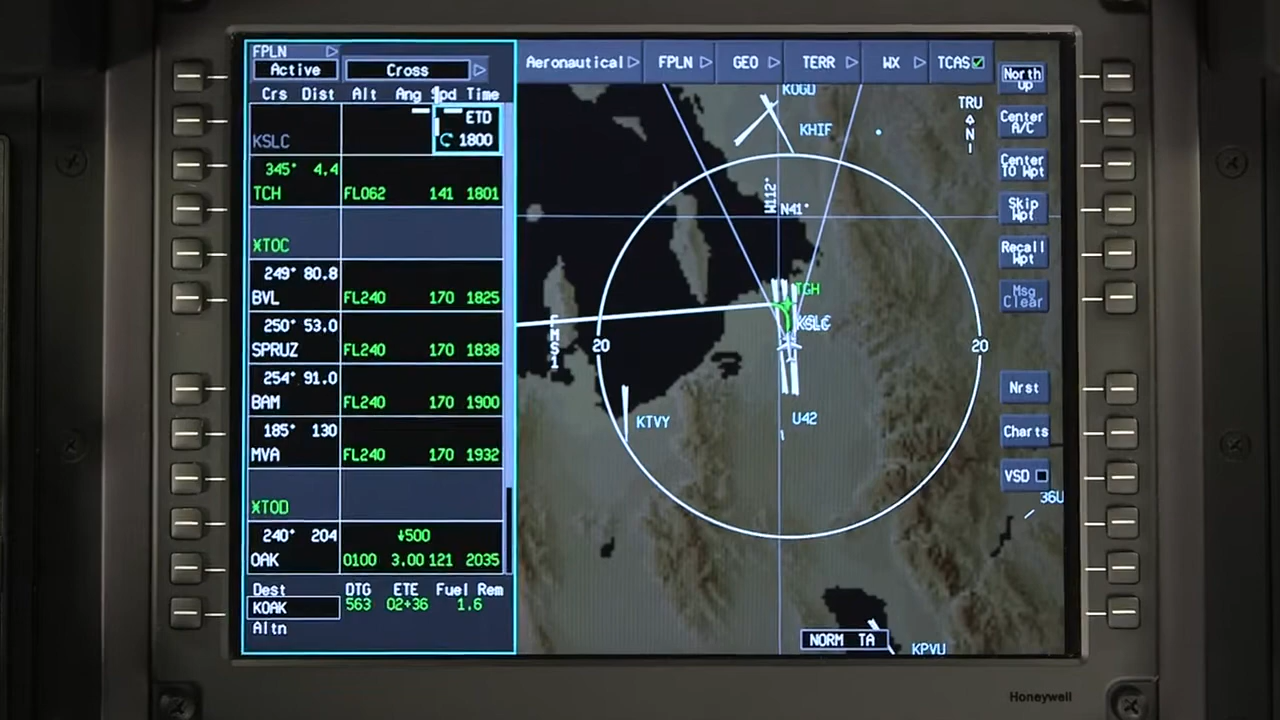 FPLN
Active Cross
Crs Dist Alt Ang Spd Time
KSLC ETD 1800
345° 4.4
TCH FL062 141 1801
XTOC
249° 80.8
BVL FL240 170 1825
250° 53.0
SPRUZ FL240 170 1838
254° 91.0
BAM FL240 170 1900
185° 130
MVA FL240 170 1932
XTOD
240° 204 ↓500
OAK 0100 3.00 121 2035
Dest DTG ETE Fuel Rem
KOAK 563 02+36 1.6
Altn
Aeronautical FPLN GEO TERR WX TCAS
KOGD
KHIF
TRU
N
W112°
N41°
20 20
KSLC
KTVY
U42
36U
NORM TA
KPVU
North Up
Center A/C
Center TO Wpt
Skip Wpt
Recall Wpt
Msg Clear
Nrst
Charts
VSD
Honeywell